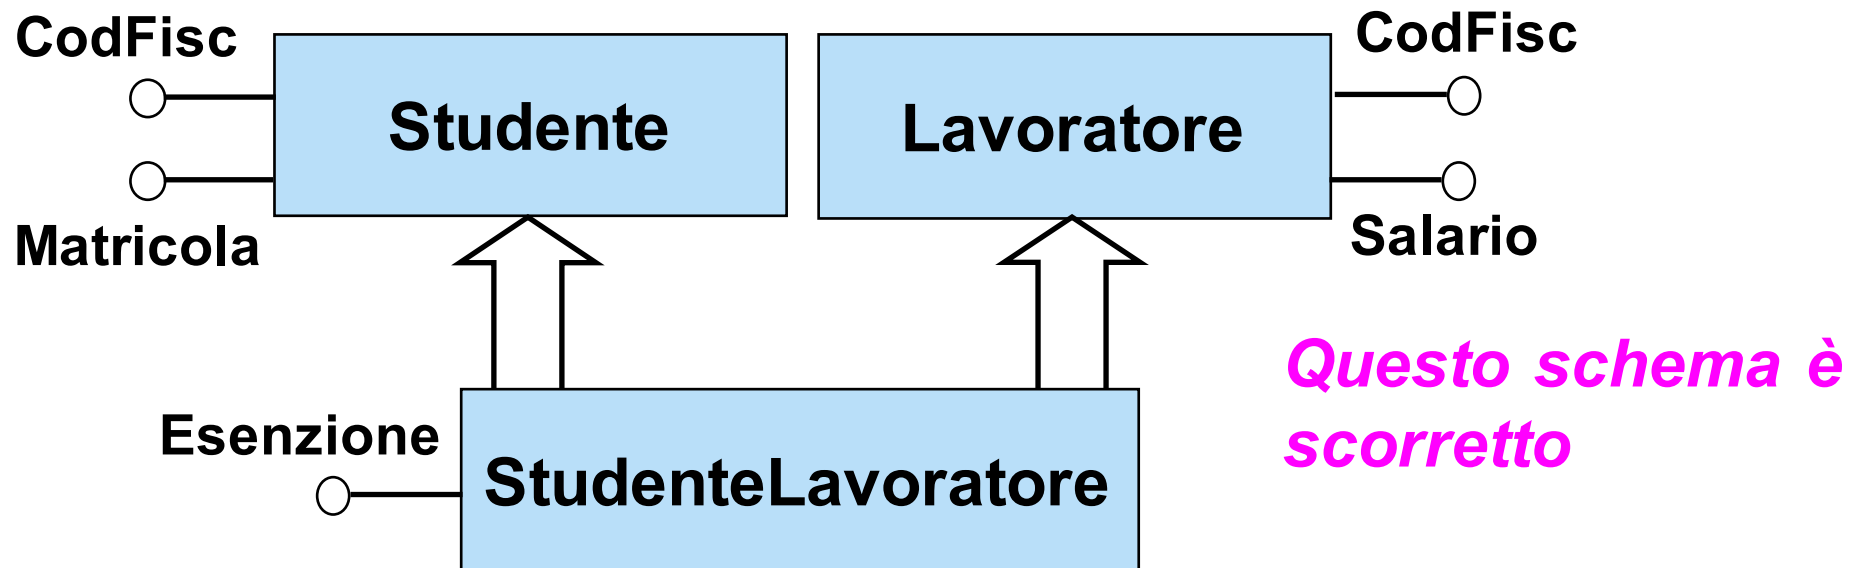 CodFisc
CodFisc
Studente
Lavoratore
Matricola
Salario
Questo schema è
scorretto
Esenzione
StudenteLavoratore